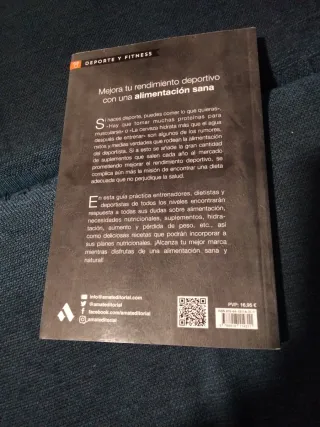 DEPORTE Y FITNESS
Mejora tu rendimiento deportivo
con una alimentación sana
Si haces deporte, puedes comer lo que quieras»,
«Hay que tomar muchos proteínas para
muscularse» o «La cerveza hidrata más que el agua
después de entrenar» son algunos de los rumores,
mitos y medias verdades que rodean la alimentación
del deportista. Si a esto se añade la gran cantidad
de suplementos que salen cada año al mercado
prometiendo mejorar el rendimiento deportivo, se
complica aún más la misión de encontrar una dieta
adecuada que no perjudique la salud.
En esta guía práctica entrenadores, dietistas y
deportistas de todos los niveles encontrarán
respuesta a todas sus dudas sobre alimentación,
necesidades nutricionales, suplementos, hidra-
tación, aumento y pérdida de peso, etc., así
como deliciosas recetas que podrán incorporar a
sus planes nutricionales. ¡Alcanza tu mejor marca
mientras disfrutas de una alimentación sana y
natural!
info@amateditorial.com
@amateditorial
facebook.com/amateditorial
@amateditorial
PVP: 16,95 €